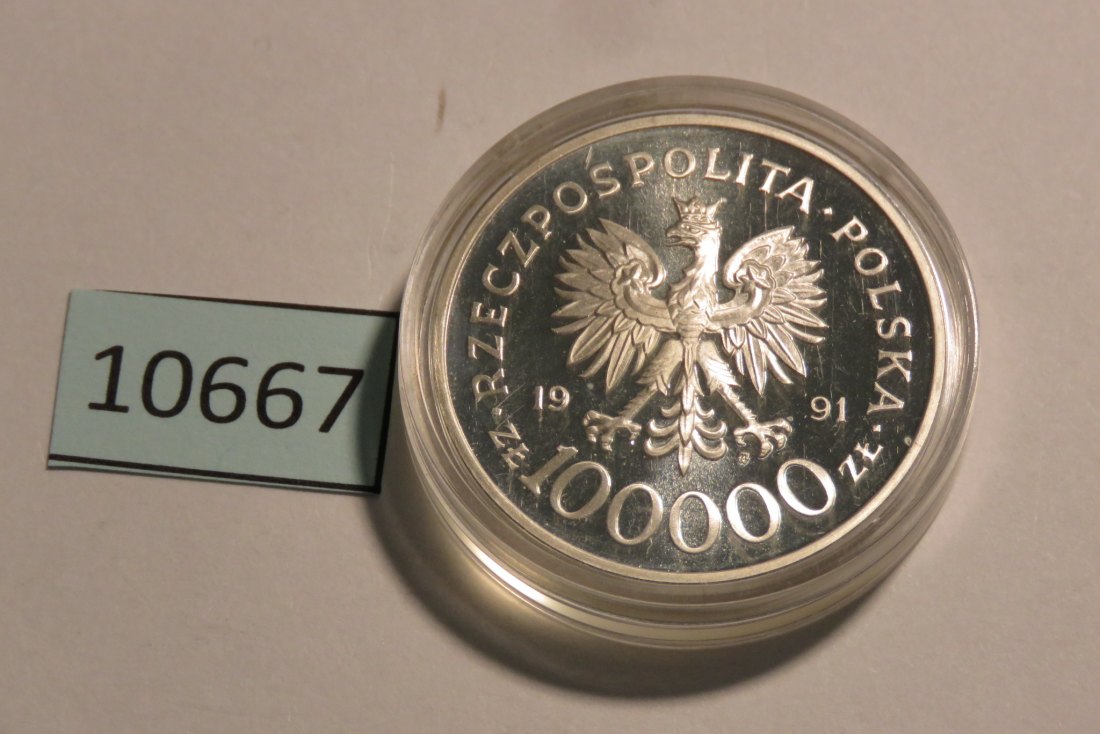 10667
RZECZPOSPOLITA · POLSKA ·
19 91
ZŁ 100000 ZŁ